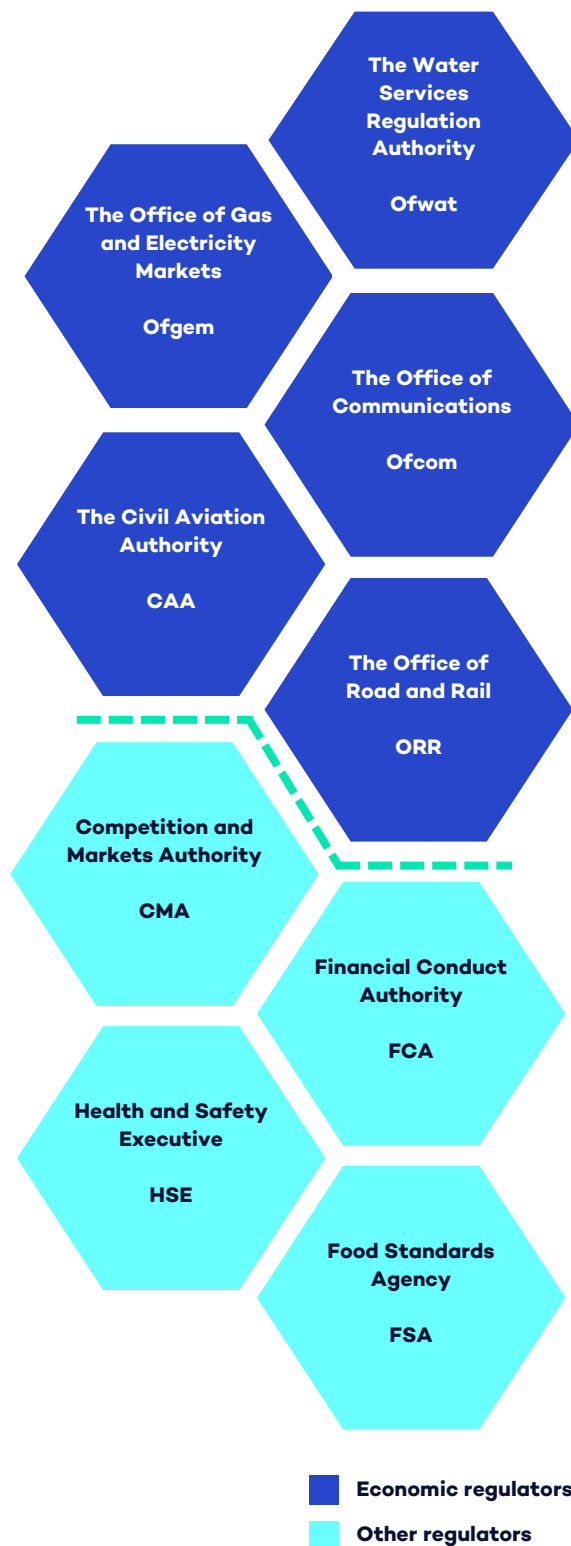 The Water
Services
Regulation
Authority
Ofwat
The Office of Gas
and Electricity
Markets
Ofgem
The Office of
Communications
Ofcom
The Civil Aviation
Authority
CAA
The Office of
Road and Rail
ORR
Competition and
Markets Authority
CMA
Financial Conduct
Authority
FCA
Health and Safety
Executive
HSE
Food Standards
Agency
FSA
Economic regulators
Other regulators